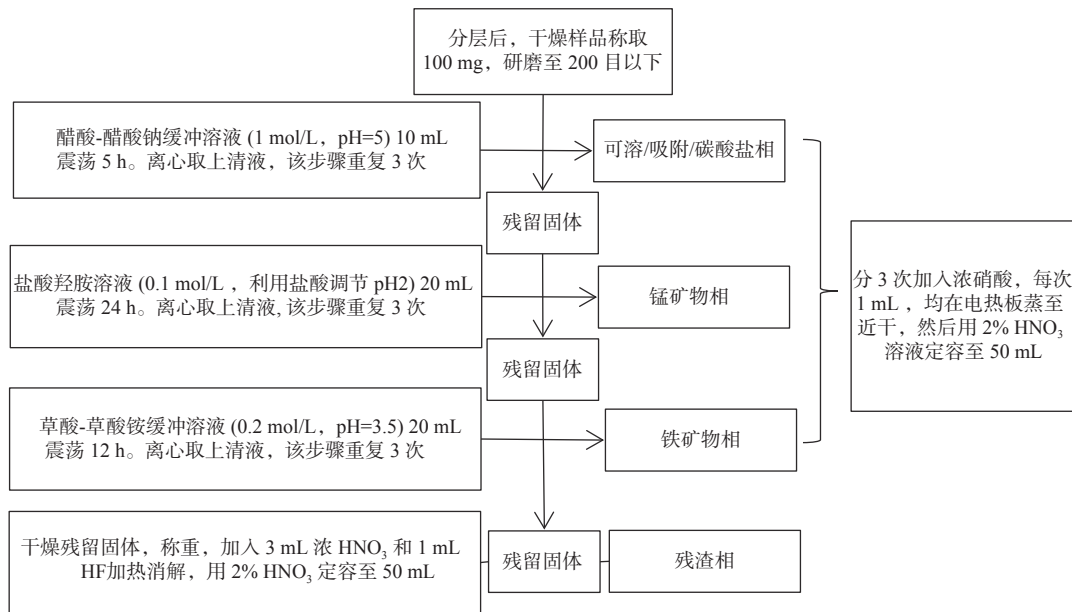 分层后，干燥样品称取
100 mg，研磨至 200 目以下
醋酸-醋酸钠缓冲溶液 (1 mol/L，pH=5) 10 mL
震荡 5 h。离心取上清液，该步骤重复 3 次
可溶/吸附/碳酸盐相
残留固体
盐酸羟胺溶液 (0.1 mol/L ，利用盐酸调节 pH2) 20 mL
震荡 24 h。离心取上清液, 该步骤重复 3 次
锰矿物相
分 3 次加入浓硝酸，每次
1 mL ，均在电热板蒸至
近干，然后用 2% HNO₃
溶液定容至 50 mL
残留固体
草酸-草酸铵缓冲溶液 (0.2 mol/L，pH=3.5) 20 mL
震荡 12 h。离心取上清液，该步骤重复 3 次
铁矿物相
干燥残留固体，称重，加入 3 mL 浓 HNO₃ 和 1 mL
HF加热消解，用 2% HNO₃ 定容至 50 mL
残留固体
残渣相